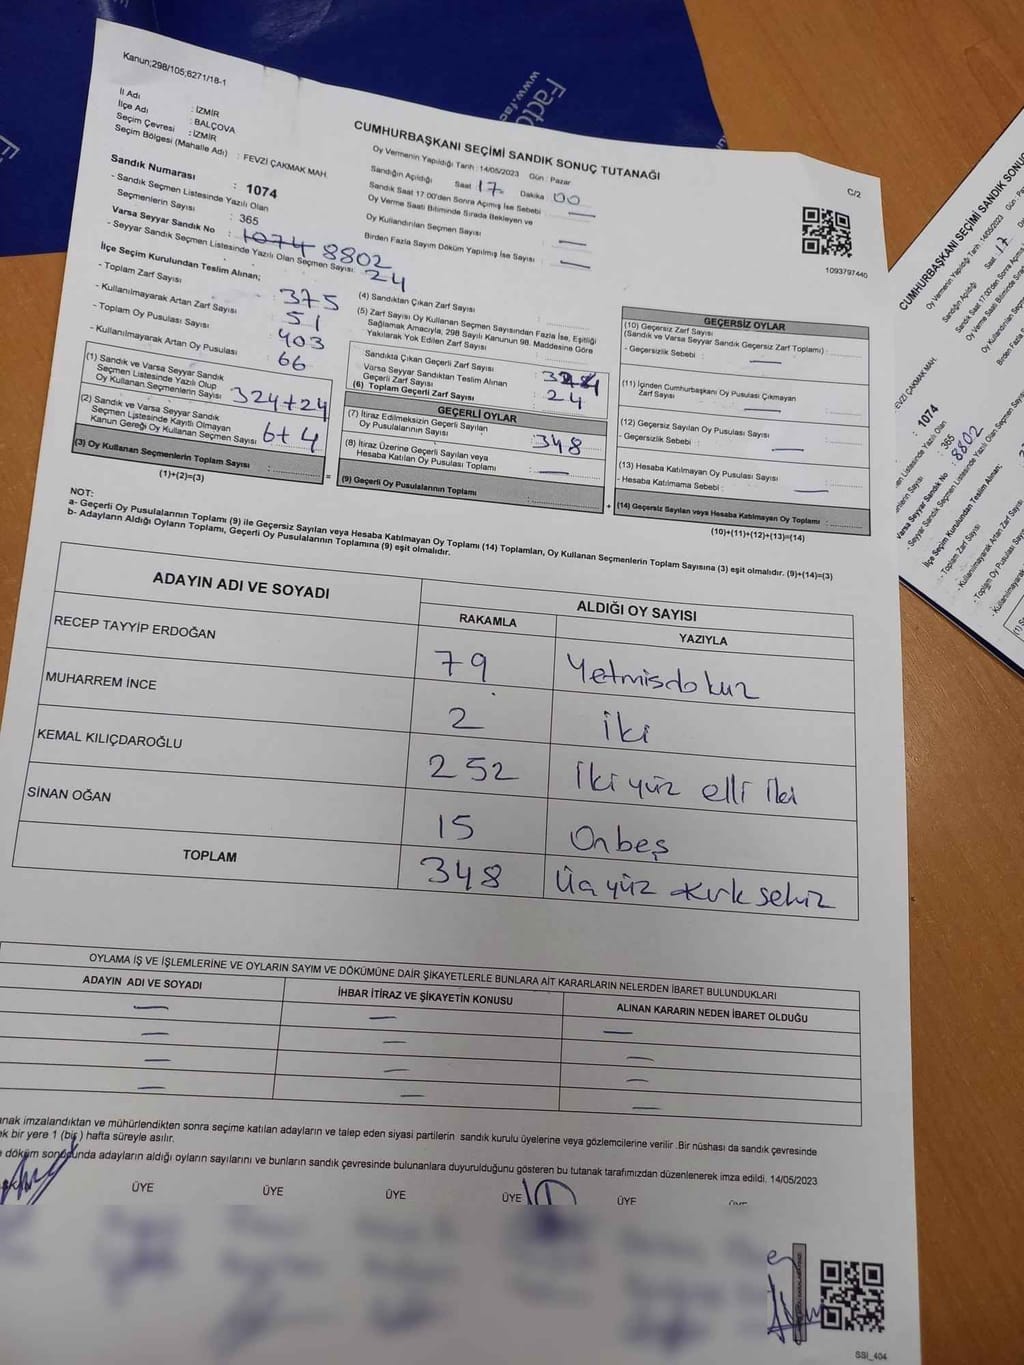 Kanun;298/105;6271/18-1
C/2
İl Adı : İZMİR
İlçe Adı : BALÇOVA
Seçim Çevresi : İZMİR
Seçim Bölgesi (Mahalle Adı) : FEVZİ ÇAKMAK MAH.
CUMHURBAŞKANI SEÇİMİ SANDIK SONUÇ TUTANAĞI
Oy Vermenin Yapıldığı Tarih : 14/05/2023 Gün : Pazar
Sandığın Açıldığı Saat 17 Dakika 00
Sandık Saat 17:00'den Sonra Açılmış İse Sebebi : —
Oy Verme Saati Bitiminde Sırada Bekleyen ve
Oy Kullandırılan Seçmen Sayısı : —
Birden Fazla Sayım Döküm Yapılmış İse Sayısı : —
1093797440
Sandık Numarası : 1074
- Sandık Seçmen Listesinde Yazılı Olan
Seçmenlerin Sayısı : 365
Varsa Seyyar Sandık No : 1074 8802
- Seyyar Sandık Seçmen Listesinde Yazılı Olan Seçmen Sayısı: 24
İlçe Seçim Kurulundan Teslim Alınan;
- Toplam Zarf Sayısı : 375
- Kullanılmayarak Artan Zarf Sayısı : 51
- Toplam Oy Pusulası Sayısı : 403
- Kullanılmayarak Artan Oy Pusulası : 66
(1) Sandık ve Varsa Seyyar Sandık
Seçmen Listesinde Yazılı Olup
Oy Kullanan Seçmenlerin Sayısı : 324+24
(2) Sandık ve Varsa Seyyar Sandık
Seçmen Listesinde Kayıtlı Olmayan
Kanun Gereği Oy Kullanan Seçmen Sayısı : 6+4
(3) Oy Kullanan Seçmenlerin Toplam Sayısı :
(1)+(2)=(3)
(4) Sandıktan Çıkan Zarf Sayısı :
(5) Zarf Sayısı Oy Kullanan Seçmen Sayısından Fazla İse, Eşitliği
Sağlamak Amacıyla, 298 Sayılı Kanunun 98. Maddesine Göre
Yakılarak Yok Edilen Zarf Sayısı :
Sandıkta Çıkan Geçerli Zarf Sayısı : 324
Varsa Seyyar Sandıktan Teslim Alınan
Geçerli Zarf Sayısı : 24
(6) Toplam Geçerli Zarf Sayısı :
GEÇERLİ OYLAR
(7) İtiraz Edilmeksizin Geçerli Sayılan
Oy Pusulalarının Sayısı : 348
(8) İtiraz Üzerine Geçerli Sayılan veya
Hesaba Katılan Oy Pusulası Toplamı : —
(9) Geçerli Oy Pusulalarının Toplamı :
GEÇERSİZ OYLAR
(10) Geçersiz Zarf Sayısı
(Sandık ve Varsa Seyyar Sandık Geçersiz Zarf Toplamı) :
- Geçersizlik Sebebi : —
(11) İçinden Cumhurbaşkanı Oy Pusulası Çıkmayan
Zarf Sayısı : —
(12) Geçersiz Sayılan Oy Pusulası Sayısı :
- Geçersizlik Sebebi : —
(13) Hesaba Katılmayan Oy Pusulası Sayısı :
- Hesaba Katılmama Sebebi : —
(14) Geçersiz Sayılan veya Hesaba Katılmayan Oy Toplamı :
(10)+(11)+(12)+(13)=(14)
NOT:
a- Geçerli Oy Pusulalarının Toplamı (9) ile Geçersiz Sayılan veya Hesaba Katılmayan Oy Toplamı (14) Toplamları, Oy Kullanan Seçmenlerin Toplam Sayısına (3) eşit olmalıdır. (9)+(14)=(3)
b- Adayların Aldığı Oyların Toplamı, Geçerli Oy Pusulalarının Toplamına (9) eşit olmalıdır.
ADAYIN ADI VE SOYADI ALDIĞI OY SAYISI
RAKAMLA YAZIYLA
RECEP TAYYİP ERDOĞAN 79 Yetmisdokuz
MUHARREM İNCE 2 İki
KEMAL KILIÇDAROĞLU 252 İki yüz elli iki
SİNAN OĞAN 15 Onbeş
TOPLAM 348 Üç yüz kırk sekiz
OYLAMA İŞ VE İŞLEMLERİNE VE OYLARIN SAYIM VE DÖKÜMÜNE DAİR ŞİKAYETLERLE BUNLARA AİT KARARLARIN NELERDEN İBARET BULUNDUKLARI
ADAYIN ADI VE SOYADI İHBAR İTİRAZ VE ŞİKAYETİN KONUSU ALINAN KARARIN NEDEN İBARET OLDUĞU
— — —
— — —
— — —
— — —
anak imzalandıktan ve mühürlendikten sonra seçime katılan adayların ve talep eden siyasi partilerin sandık kurulu üyelerine veya gözlemcilerine verilir .Bir nüshası da sandık çevresinde
ek bir yere 1 (bir) hafta süreyle asılır.
e döküm sonucunda adayların aldığı oyların sayılarını ve bunların sandık çevresinde bulunanlara duyurulduğunu gösteren bu tutanak tarafımızdan düzenlenerek imza edildi. 14/05/2023
ÜYE ÜYE ÜYE ÜYE ÜYE
SSI_404
CUMHURBAŞKANI SEÇİMİ SANDIK SONUÇ
FEVZİ ÇAKMAK MAH.
: 1074
: 365
: 8802